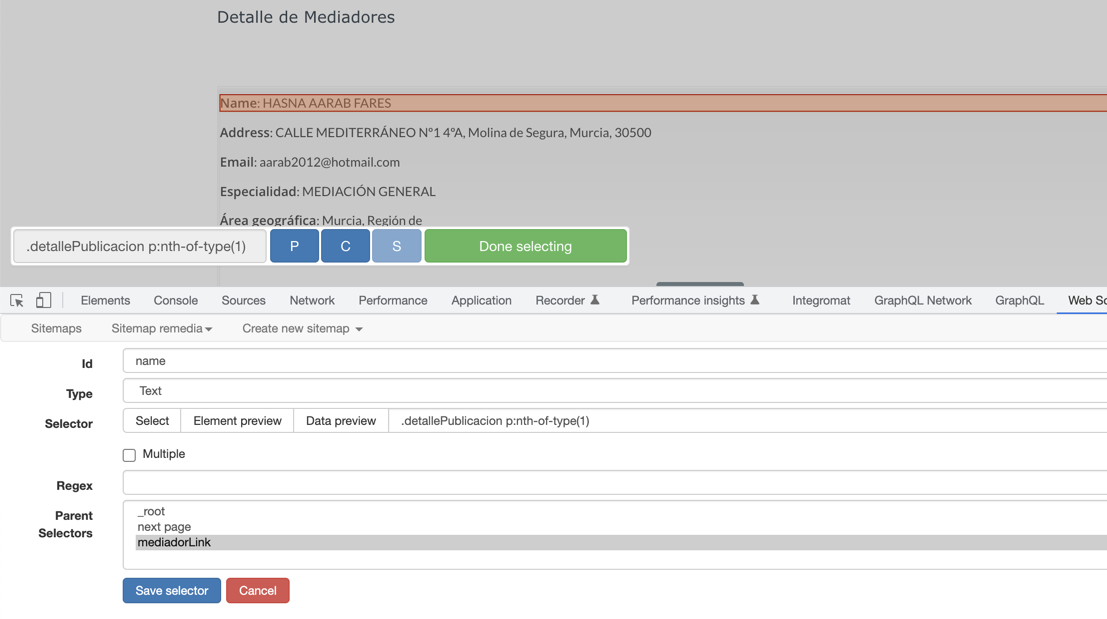 Detalle de Mediadores
Name: HASNA AARAB FARES
Address: CALLE MEDITERRÁNEO Nº1 4ºA, Molina de Segura, Murcia, 30500
Email: aarab2012@hotmail.com
Especialidad: MEDIACIÓN GENERAL
Área geográfica: Murcia, Región de
.detallePublicacion p:nth-of-type(1) P C S Done selecting
Elements Console Sources Network Performance Application Recorder Performance insights Integromat GraphQL Network GraphQL Web Sc
Sitemaps Sitemap remedia Create new sitemap
Id name
Type Text
Selector Select Element preview Data preview .detallePublicacion p:nth-of-type(1)
Multiple
Regex
Parent Selectors
_root
next page
mediadorLink
Save selector Cancel